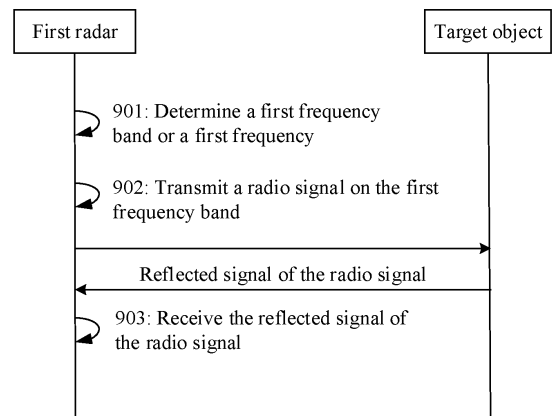 First radar
Target object
901: Determine a first frequency
band or a first frequency
902: Transmit a radio signal on the first
frequency band
Reflected signal of the radio signal
903: Receive the reflected signal of
the radio signal